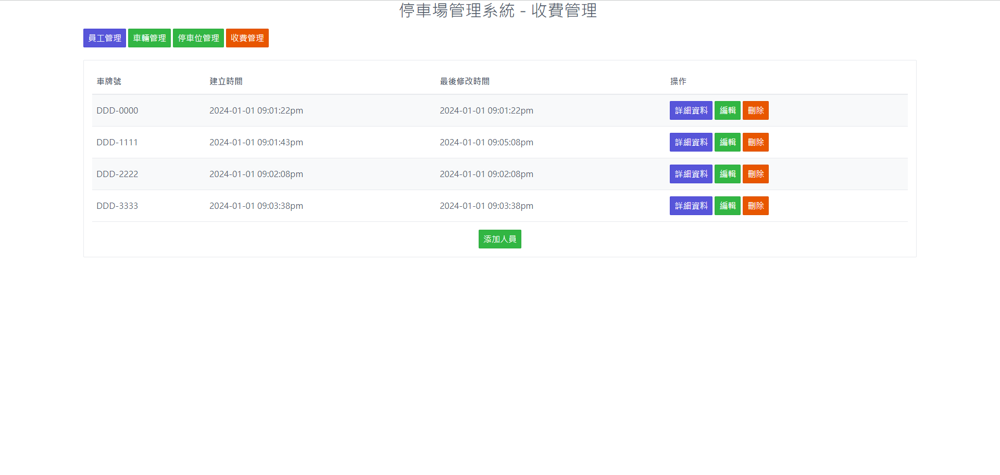 停車場管理系統 - 收費管理
員工管理 車輛管理 停車位管理 收費管理
車牌號 建立時間 最後修改時間 操作
DDD-0000 2024-01-01 09:01:22pm 2024-01-01 09:01:22pm 詳細資料 編輯 刪除
DDD-1111 2024-01-01 09:01:43pm 2024-01-01 09:05:08pm 詳細資料 編輯 刪除
DDD-2222 2024-01-01 09:02:08pm 2024-01-01 09:02:08pm 詳細資料 編輯 刪除
DDD-3333 2024-01-01 09:03:38pm 2024-01-01 09:03:38pm 詳細資料 編輯 刪除
添加人員